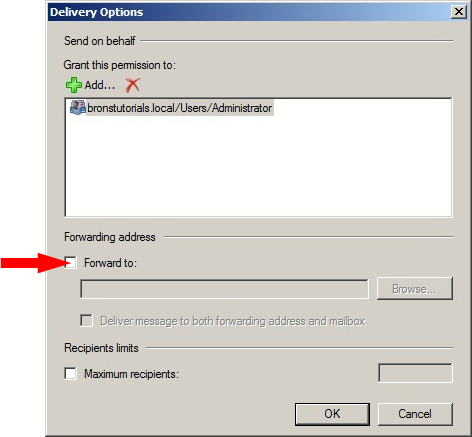 Delivery Options
Send on behalf
Grant this permission to:
Add...
bronstutorials.local/Users/Administrator
Forwarding address
Forward to:
Browse...
Deliver message to both forwarding address and mailbox
Recipients limits
Maximum recipients:
OK Cancel